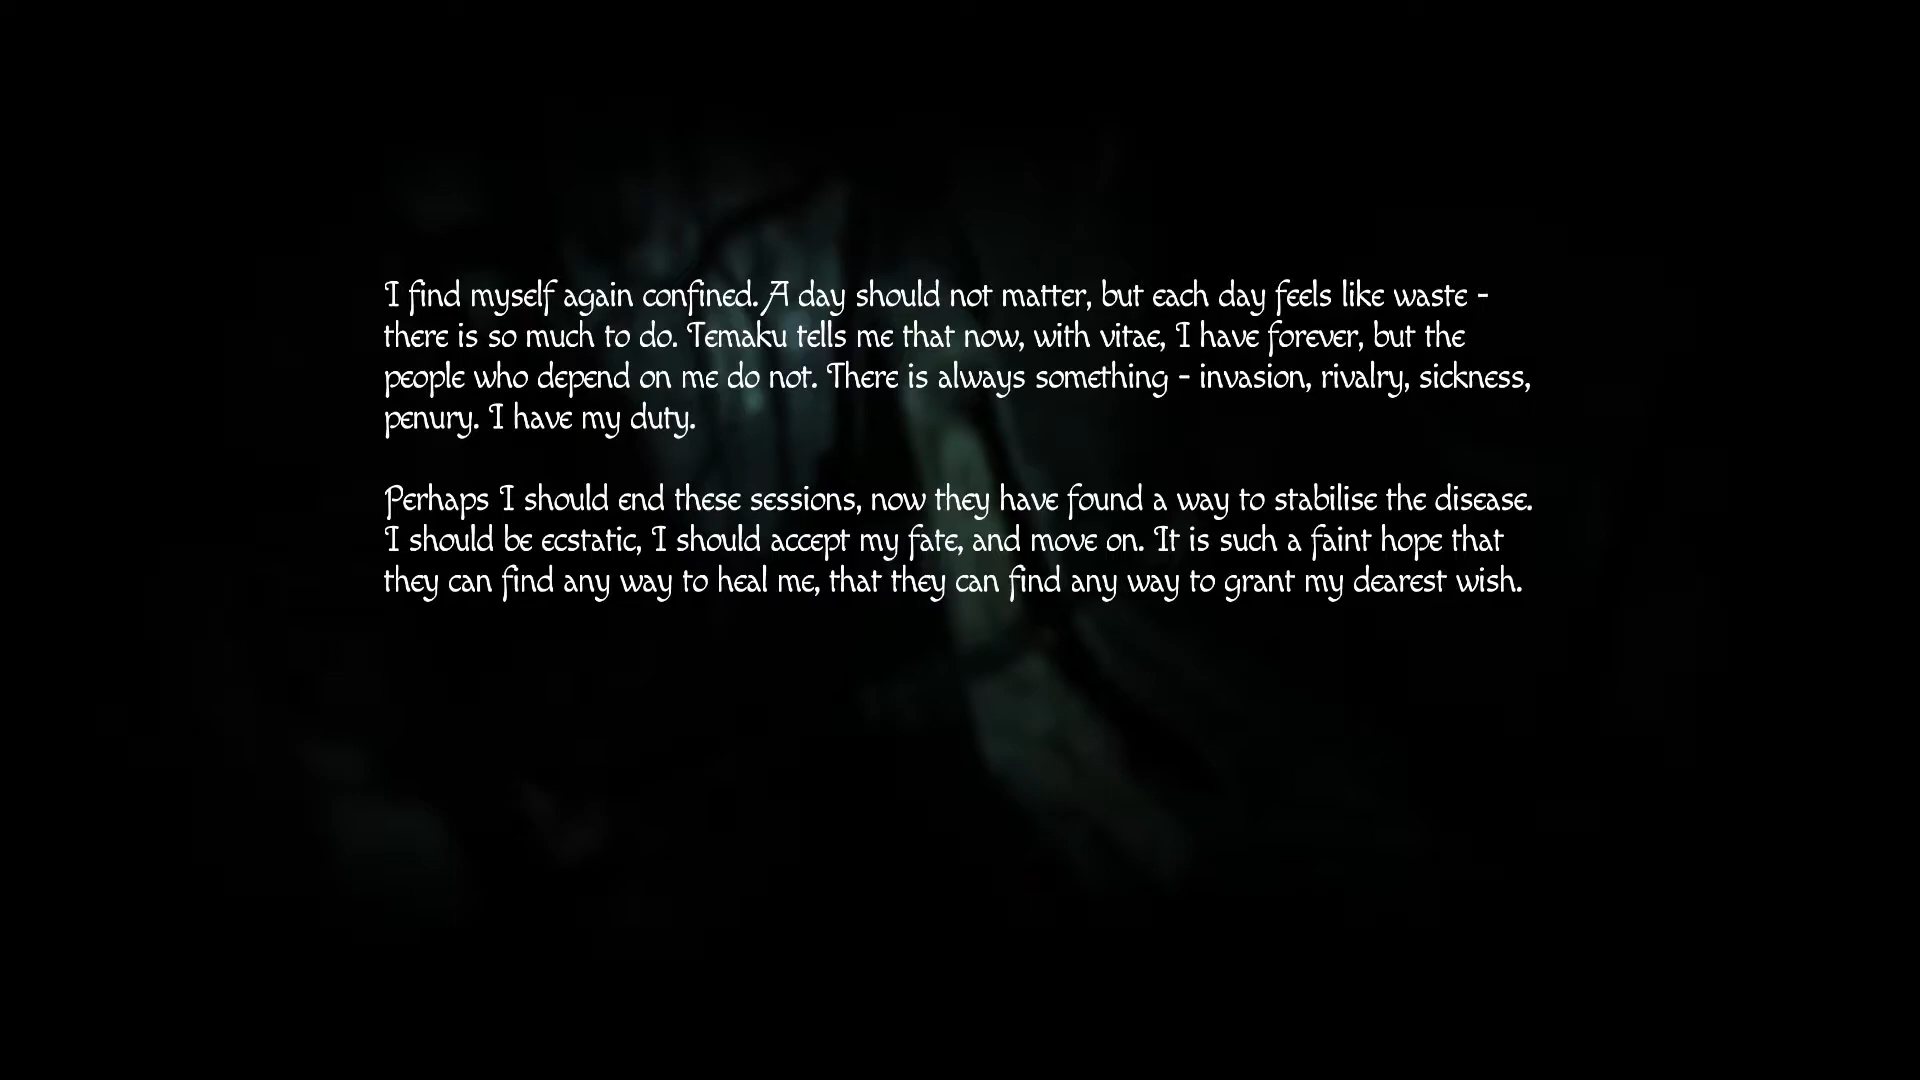 I find myself again confined. A day should not matter, but each day feels like waste -
there is so much to do. Temaku tells me that now, with vitae, I have forever, but the
people who depend on me do not. There is always something - invasion, rivalry, sickness,
penury. I have my duty.
Perhaps I should end these sessions, now they have found a way to stabilise the disease.
I should be ecstatic, I should accept my fate, and move on. It is such a faint hope that
they can find any way to heal me, that they can find any way to grant my dearest wish.